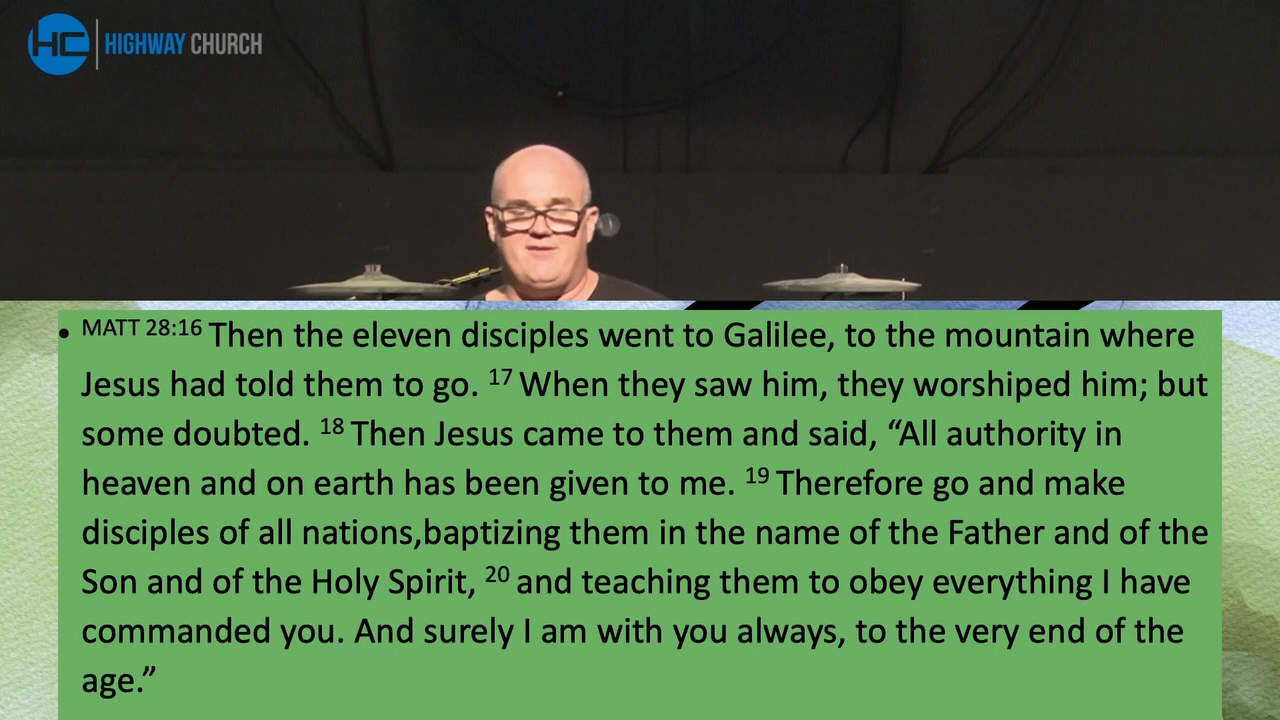 HC HIGHWAY CHURCH
• MATT 28:16 Then the eleven disciples went to Galilee, to the mountain where
Jesus had told them to go. 17 When they saw him, they worshiped him; but
some doubted. 18 Then Jesus came to them and said, “All authority in
heaven and on earth has been given to me. 19 Therefore go and make
disciples of all nations,baptizing them in the name of the Father and of the
Son and of the Holy Spirit, 20 and teaching them to obey everything I have
commanded you. And surely I am with you always, to the very end of the
age.”